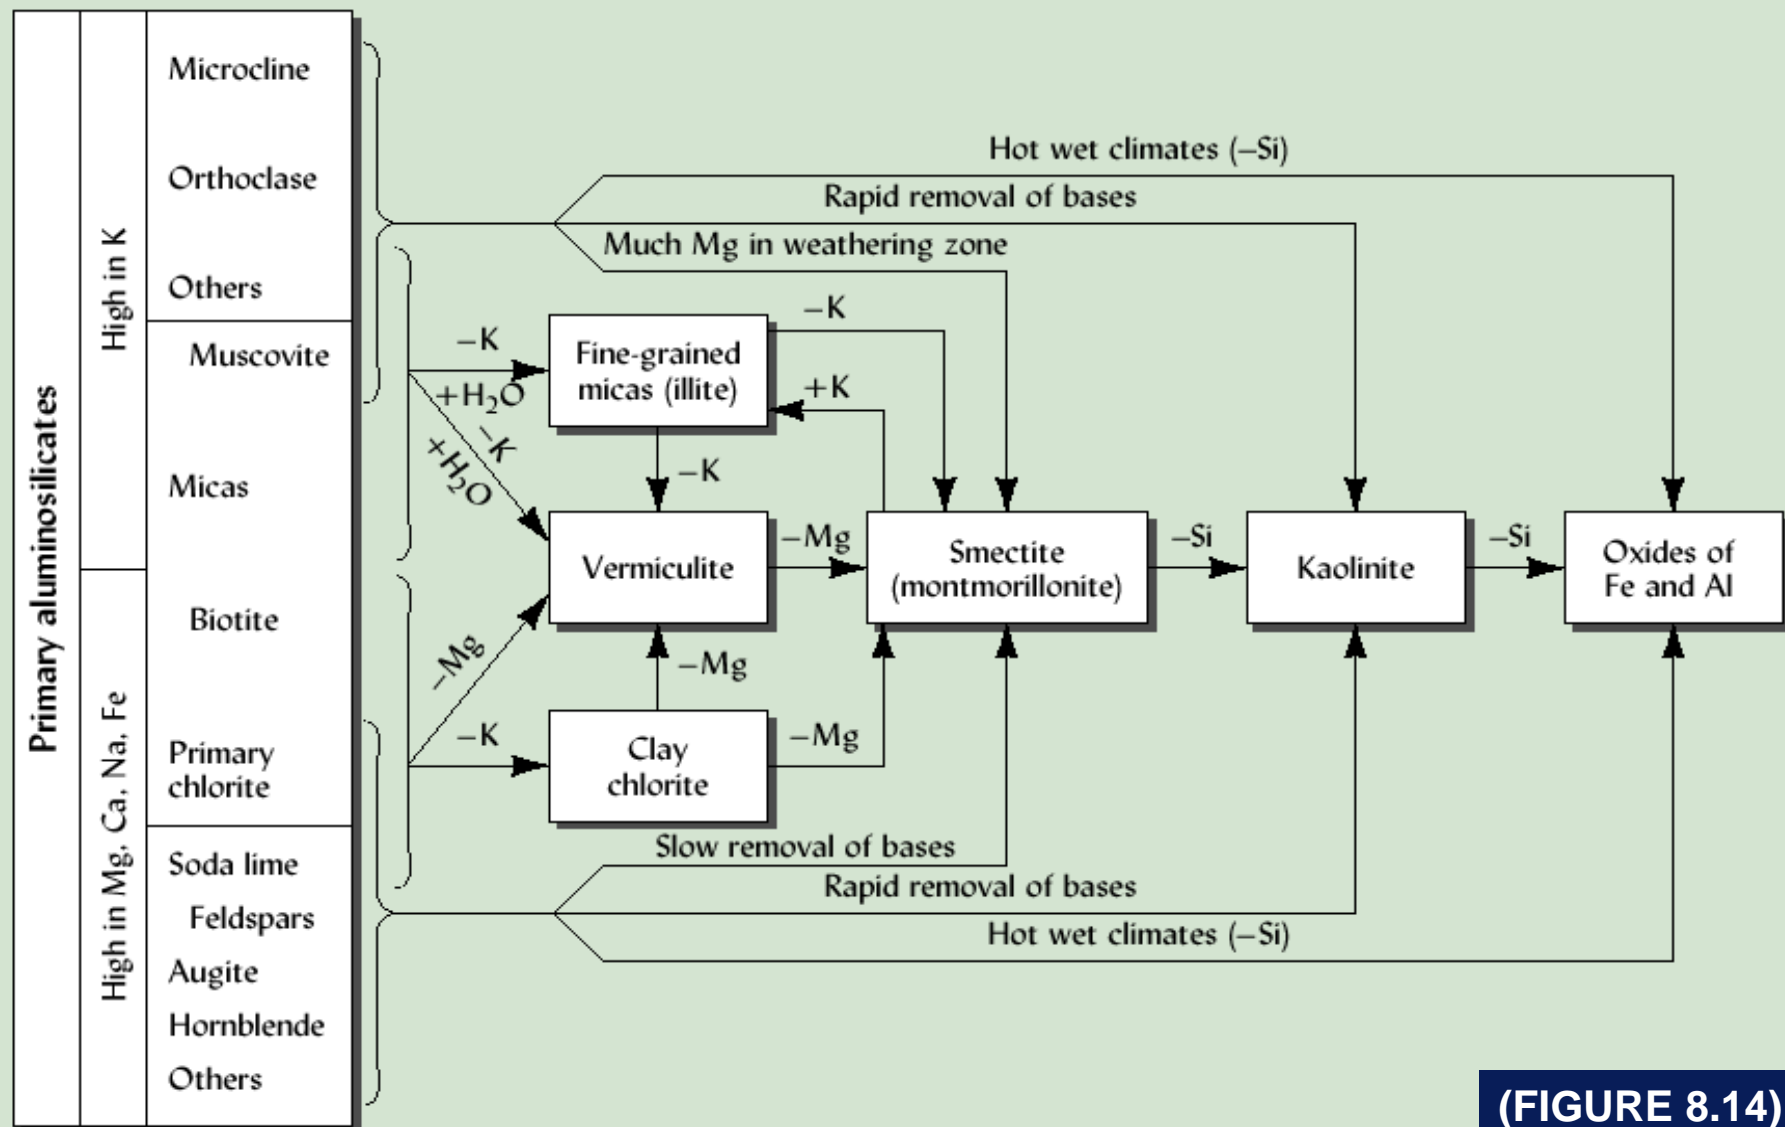 Primary aluminosilicates
High in K
High in Mg, Ca, Na, Fe
Microcline
Orthoclase
Others
Muscovite
Micas
Biotite
Primary
chlorite
Soda lime
Feldspars
Augite
Hornblende
Others
Hot wet climates (–Si)
Rapid removal of bases
Much Mg in weathering zone
–K
+H₂O
–K
+H₂O
Fine-grained
micas (illite)
–K
+K
–K
Vermiculite
–Mg
Smectite
(montmorillonite)
–Si
Kaolinite
–Si
Oxides of
Fe and Al
–Mg
–Mg
–K
Clay
chlorite
–Mg
Slow removal of bases
Rapid removal of bases
Hot wet climates (–Si)
(FIGURE 8.14)